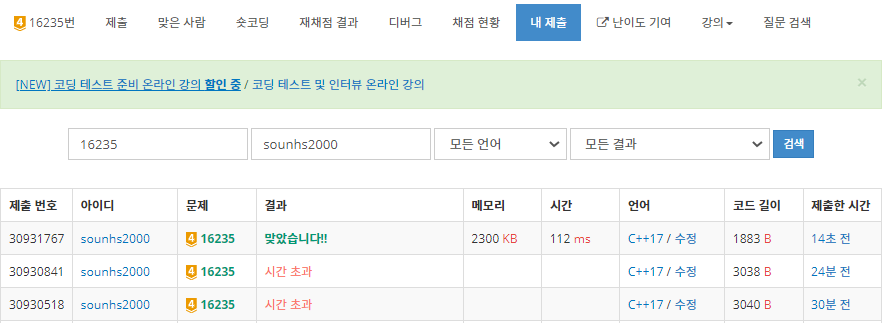 4 16235번 제출 맞은 사람 숏코딩 재채점 결과 디버그 채점 현황 내 제출 난이도 기여 강의 질문 검색
[NEW] 코딩 테스트 준비 온라인 강의 할인 중 / 코딩 테스트 및 인터뷰 온라인 강의 ×
16235 sounhs2000 모든 언어 모든 결과 검색
제출 번호 아이디 문제 결과 메모리 시간 언어 코드 길이 제출한 시간
30931767 sounhs2000 4 16235 맞았습니다!! 2300 KB 112 ms C++17 / 수정 1883 B 14초 전
30930841 sounhs2000 4 16235 시간 초과 C++17 / 수정 3038 B 24분 전
30930518 sounhs2000 4 16235 시간 초과 C++17 / 수정 3040 B 30분 전